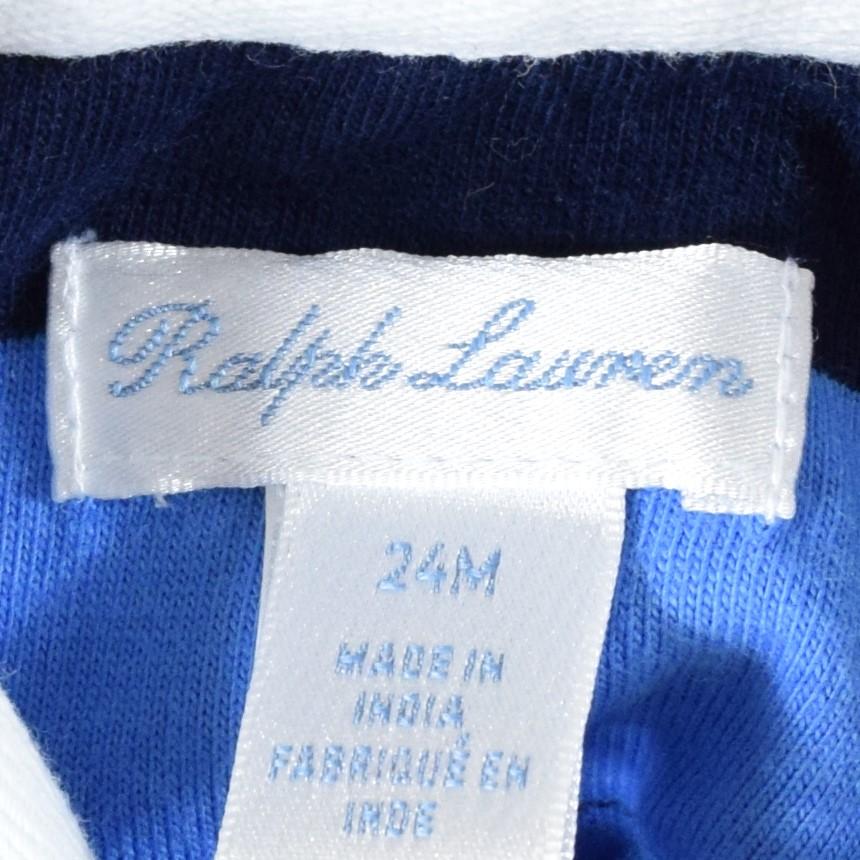 Ralph Lauren
24M
MADE IN
INDIA
FABRIQUÉ EN
INDE